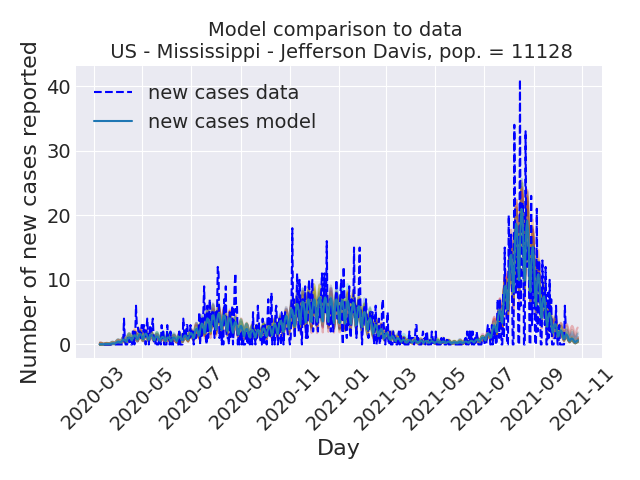 Model comparison to data
US - Mississippi - Jefferson Davis, pop. = 11128
Number of new cases reported
40
30
20
10
0
new cases data
new cases model
2020-03
2020-05
2020-07
2020-09
2020-11
2021-01
2021-03
2021-05
2021-07
2021-09
2021-11
Day